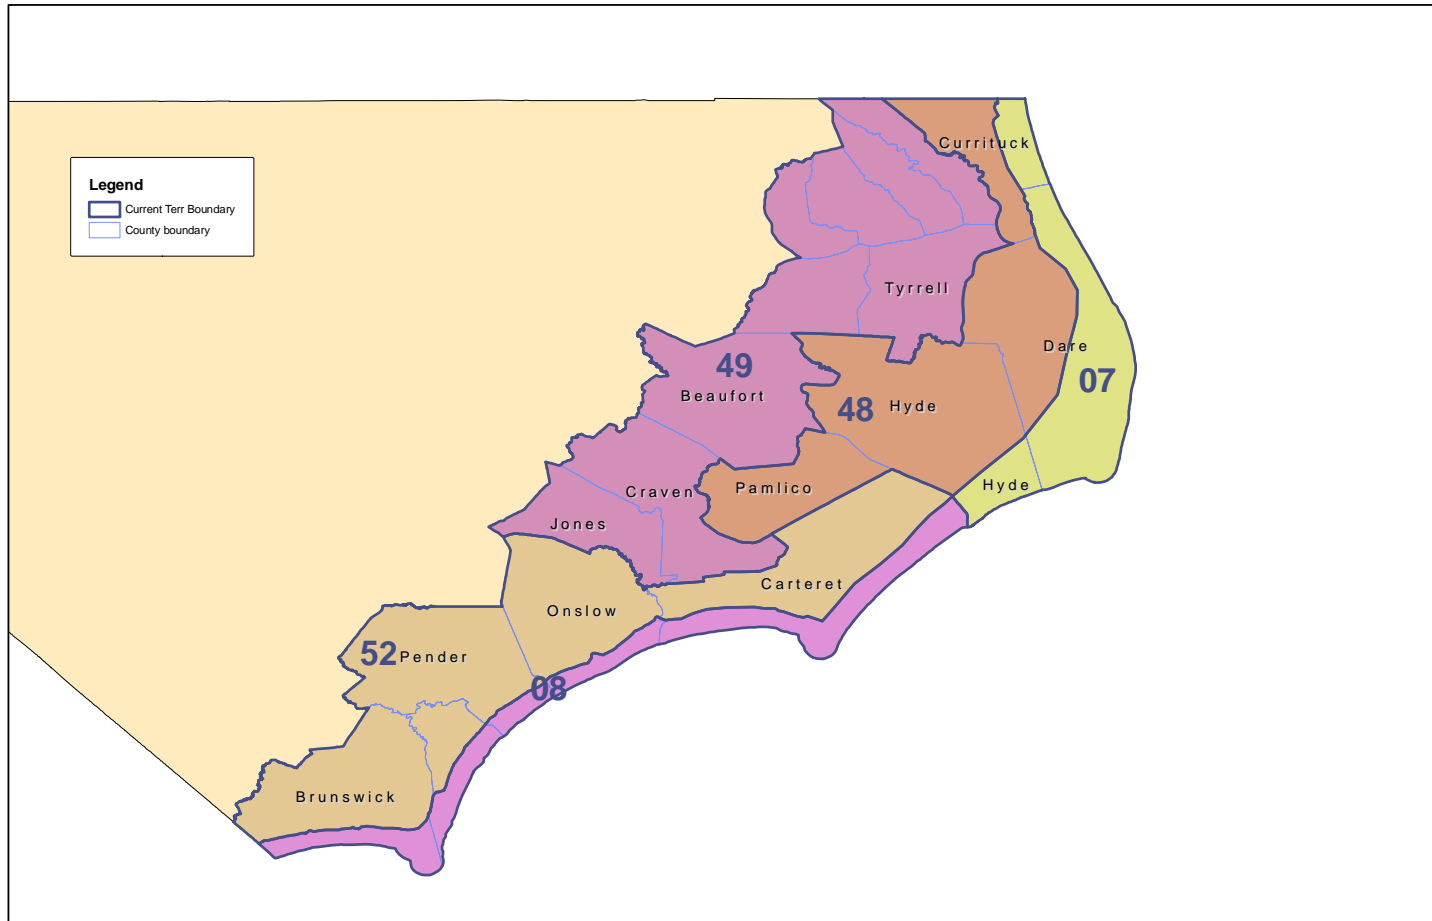 Currituck
Legend
Current Terr Boundary
County boundary
Tyrrell
Dare
49
07
Beaufort
48 Hyde
Hyde
Pamlico
Craven
Jones
Carteret
Onslow
52 Pender
08
Brunswick